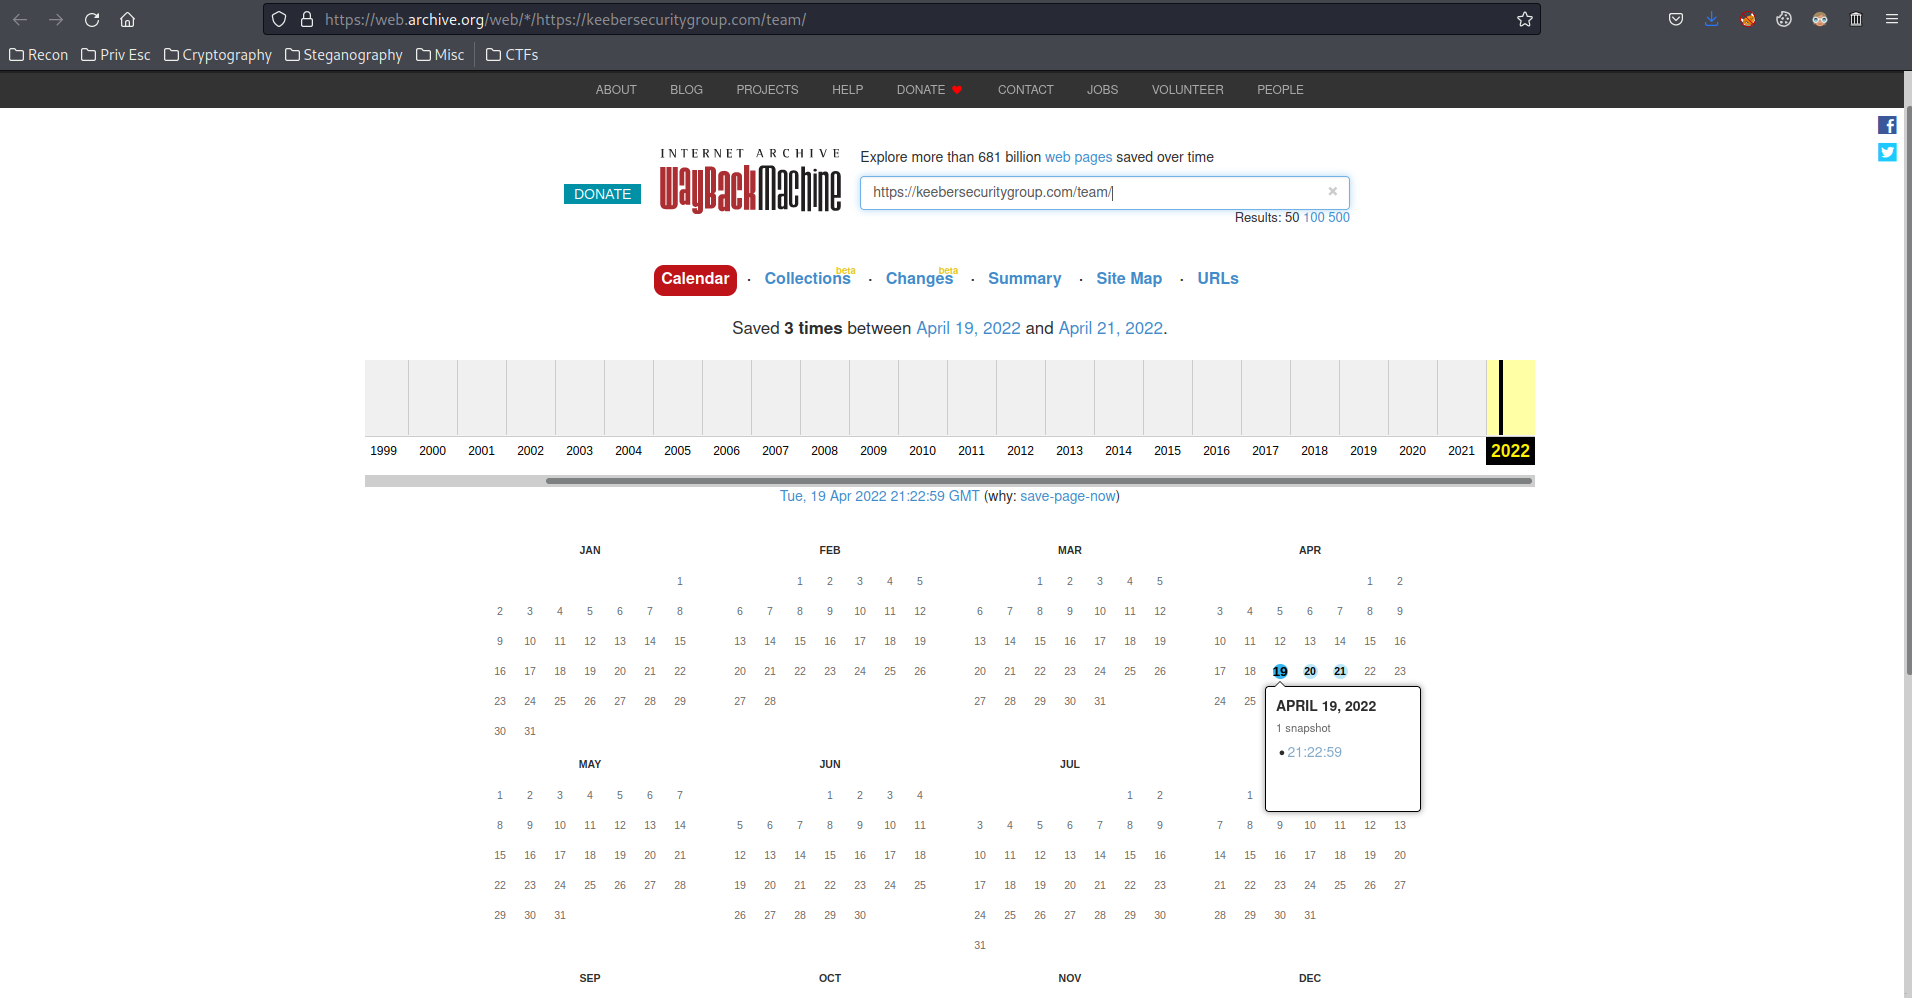 https://web.archive.org/web/*/https://keebersecuritygroup.com/team/
Recon Priv Esc Cryptography Steganography Misc CTFs
ABOUT BLOG PROJECTS HELP DONATE CONTACT JOBS VOLUNTEER PEOPLE
INTERNET ARCHIVE
WayBackMachine
DONATE
Explore more than 681 billion web pages saved over time
https://keebersecuritygroup.com/team/ ×
Results: 50 100 500
Calendar · Collections beta · Changes beta · Summary · Site Map · URLs
Saved 3 times between April 19, 2022 and April 21, 2022.
1999 2000 2001 2002 2003 2004 2005 2006 2007 2008 2009 2010 2011 2012 2013 2014 2015 2016 2017 2018 2019 2020 2021 2022
Tue, 19 Apr 2022 21:22:59 GMT (why: save-page-now)
JAN FEB MAR APR
1 1 2 3 4 5 1 2 3 4 5 1 2
2 3 4 5 6 7 8 6 7 8 9 10 11 12 6 7 8 9 10 11 12 3 4 5 6 7 8 9
9 10 11 12 13 14 15 13 14 15 16 17 18 19 13 14 15 16 17 18 19 10 11 12 13 14 15 16
16 17 18 19 20 21 22 20 21 22 23 24 25 26 20 21 22 23 24 25 26 17 18 19 20 21 22 23
23 24 25 26 27 28 29 27 28 27 28 29 30 31 24 25
30 31
APRIL 19, 2022
1 snapshot
• 21:22:59
MAY JUN JUL
1 2 3 4 5 6 7 1 2 3 4 1 2 1
8 9 10 11 12 13 14 5 6 7 8 9 10 11 3 4 5 6 7 8 9 7 8 9 10 11 12 13
15 16 17 18 19 20 21 12 13 14 15 16 17 18 10 11 12 13 14 15 16 14 15 16 17 18 19 20
22 23 24 25 26 27 28 19 20 21 22 23 24 25 17 18 19 20 21 22 23 21 22 23 24 25 26 27
29 30 31 26 27 28 29 30 24 25 26 27 28 29 30 28 29 30 31
31
SEP OCT NOV DEC